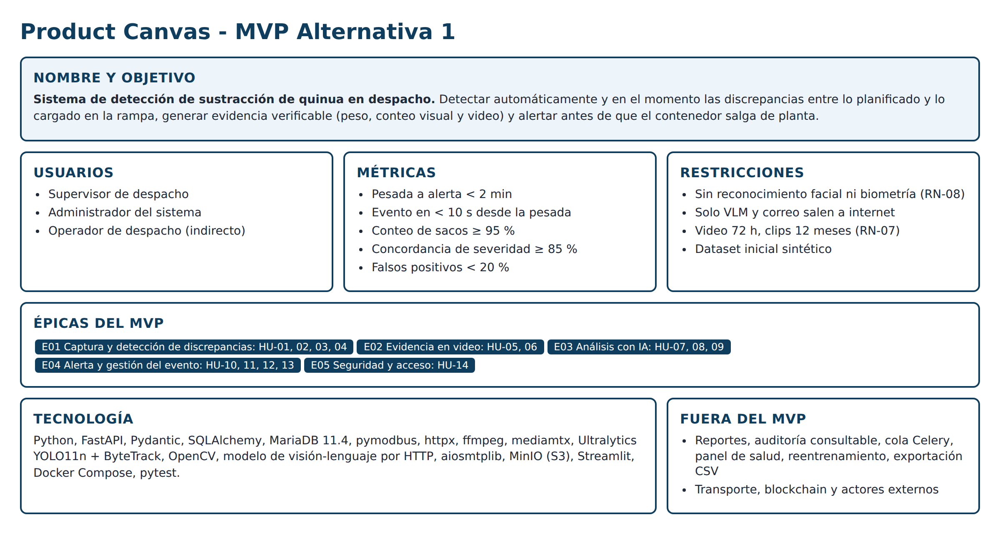 Product Canvas - MVP Alternativa 1
NOMBRE Y OBJETIVO
Sistema de detección de sustracción de quinua en despacho. Detectar automáticamente y en el momento las discrepancias entre lo planificado y lo
cargado en la rampa, generar evidencia verificable (peso, conteo visual y video) y alertar antes de que el contenedor salga de planta.
USUARIOS
• Supervisor de despacho
• Administrador del sistema
• Operador de despacho (indirecto)
MÉTRICAS
• Pesada a alerta < 2 min
• Evento en < 10 s desde la pesada
• Conteo de sacos ≥ 95 %
• Concordancia de severidad ≥ 85 %
• Falsos positivos < 20 %
RESTRICCIONES
• Sin reconocimiento facial ni biometría (RN-08)
• Solo VLM y correo salen a internet
• Video 72 h, clips 12 meses (RN-07)
• Dataset inicial sintético
ÉPICAS DEL MVP
E01 Captura y detección de discrepancias: HU-01, 02, 03, 04 E02 Evidencia en video: HU-05, 06 E03 Análisis con IA: HU-07, 08, 09
E04 Alerta y gestión del evento: HU-10, 11, 12, 13 E05 Seguridad y acceso: HU-14
TECNOLOGÍA
Python, FastAPI, Pydantic, SQLAlchemy, MariaDB 11.4, pymodbus, httpx, ffmpeg, mediamtx, Ultralytics
YOLO11n + ByteTrack, OpenCV, modelo de visión-lenguaje por HTTP, aiosmtplib, MinIO (S3), Streamlit,
Docker Compose, pytest.
FUERA DEL MVP
• Reportes, auditoría consultable, cola Celery,
panel de salud, reentrenamiento, exportación
CSV
• Transporte, blockchain y actores externos